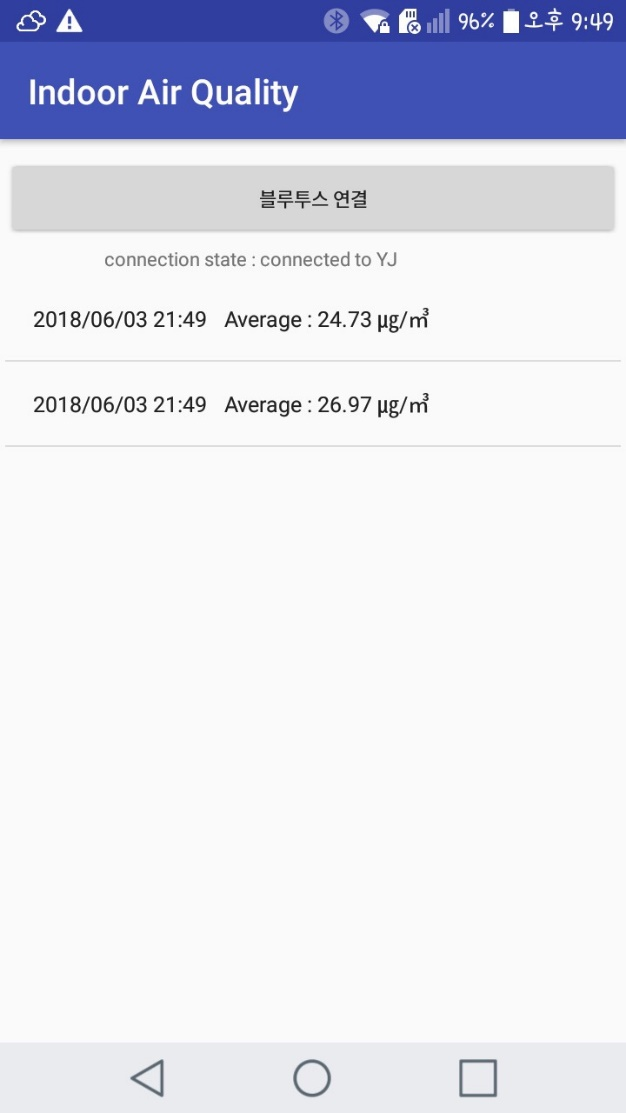 96% 오후 9:49
Indoor Air Quality
블루투스 연결
connection state : connected to YJ
2018/06/03 21:49 Average : 24.73 ㎍/㎥
2018/06/03 21:49 Average : 26.97 ㎍/㎥